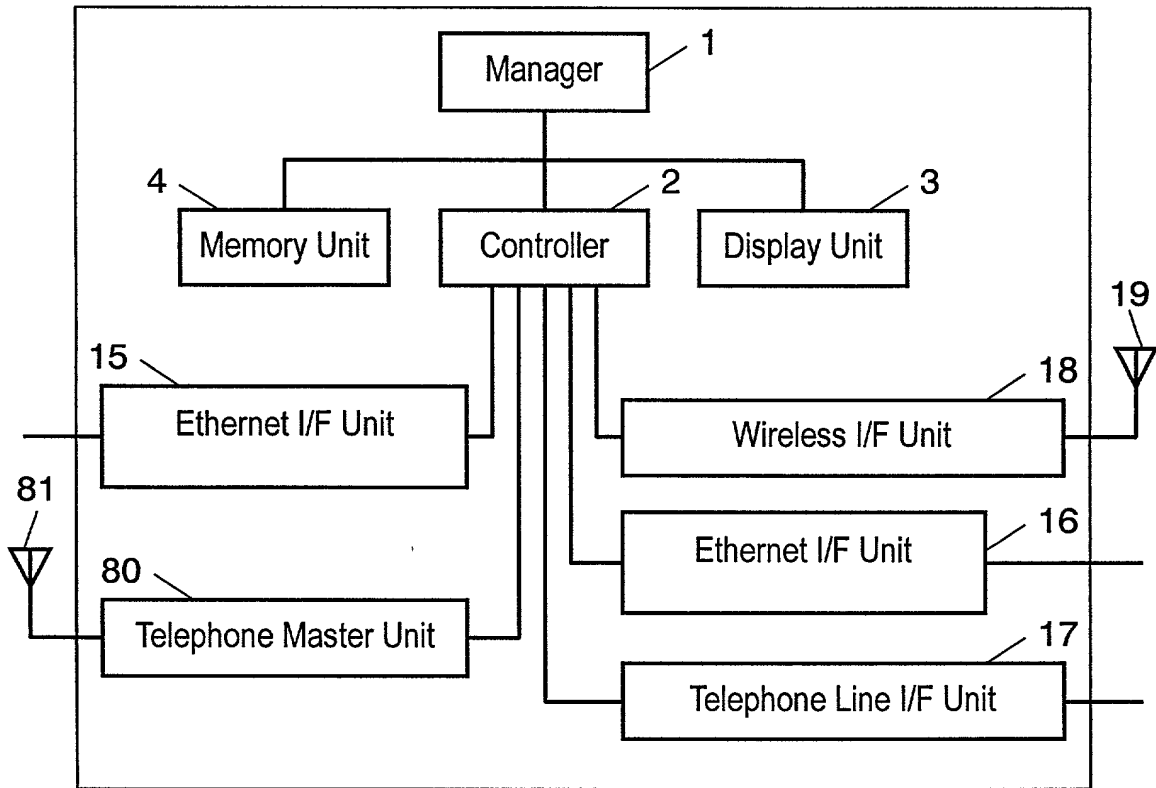 1
Manager
4
2
3
Memory Unit
Controller
Display Unit
19
15
18
Ethernet I/F Unit
Wireless I/F Unit
81
16
Ethernet I/F Unit
80
Telephone Master Unit
17
Telephone Line I/F Unit